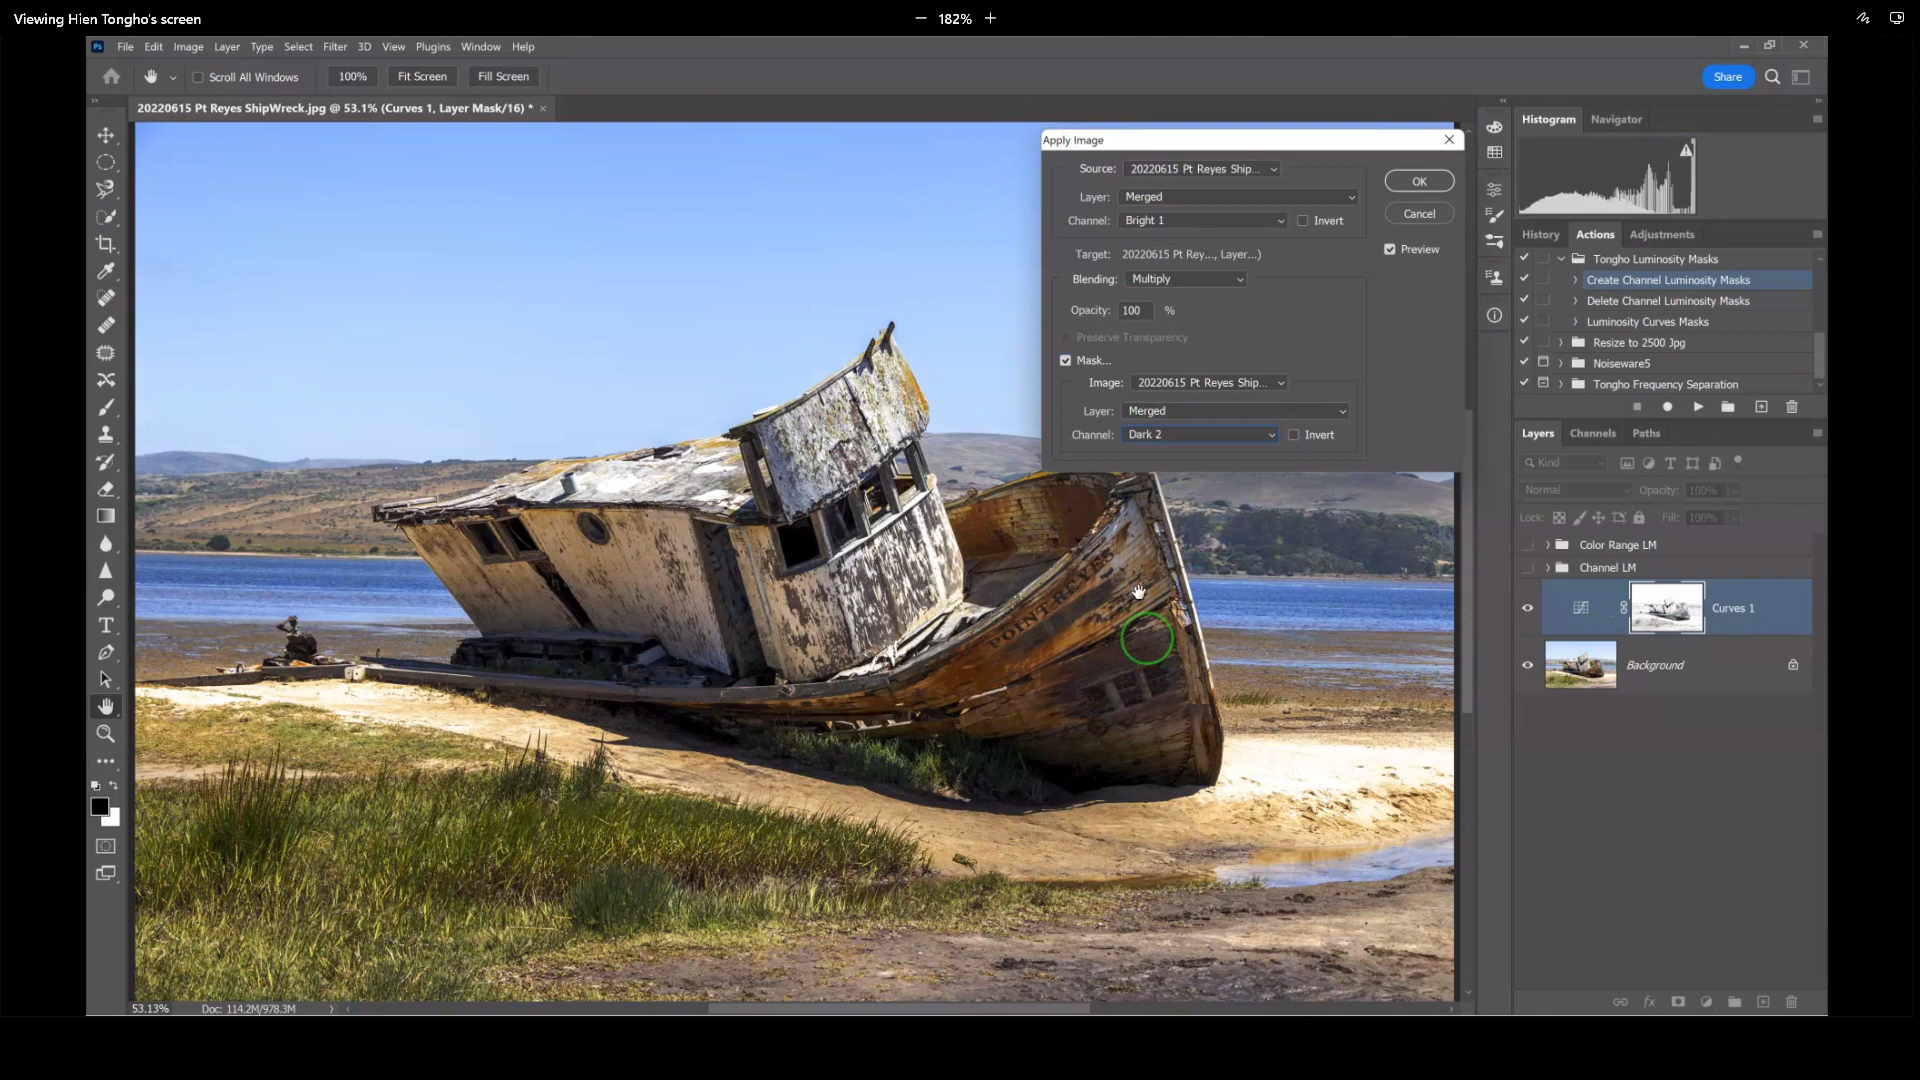 Viewing Hien Tongho's screen
182%
Ps File Edit Image Layer Type Select Filter 3D View Plugins Window Help
Scroll All Windows 100% Fit Screen Fill Screen Share
20220615 Pt Reyes ShipWreck.jpg @ 53.1% (Curves 1, Layer Mask/16) *
Apply Image
Source: 20220615 Pt Reyes Ship...
Layer: Merged
Channel: Bright 1 Invert
Target: 20220615 Pt Rey..., Layer...)
Blending: Multiply
Opacity: 100 %
Preserve Transparency
Mask...
Image: 20220615 Pt Reyes Ship...
Layer: Merged
Channel: Dark 2 Invert
OK
Cancel
Preview
Histogram Navigator
History Actions Adjustments
Tongho Luminosity Masks
Create Channel Luminosity Masks
Delete Channel Luminosity Masks
Luminosity Curves Masks
Resize to 2500 Jpg
Noiseware5
Tongho Frequency Separation
Layers Channels Paths
Kind
Normal Opacity: 100%
Lock: Fill: 100%
Color Range LM
Channel LM
Curves 1
Background
POINT REYES
53.13% Doc: 114.2M/978.3M